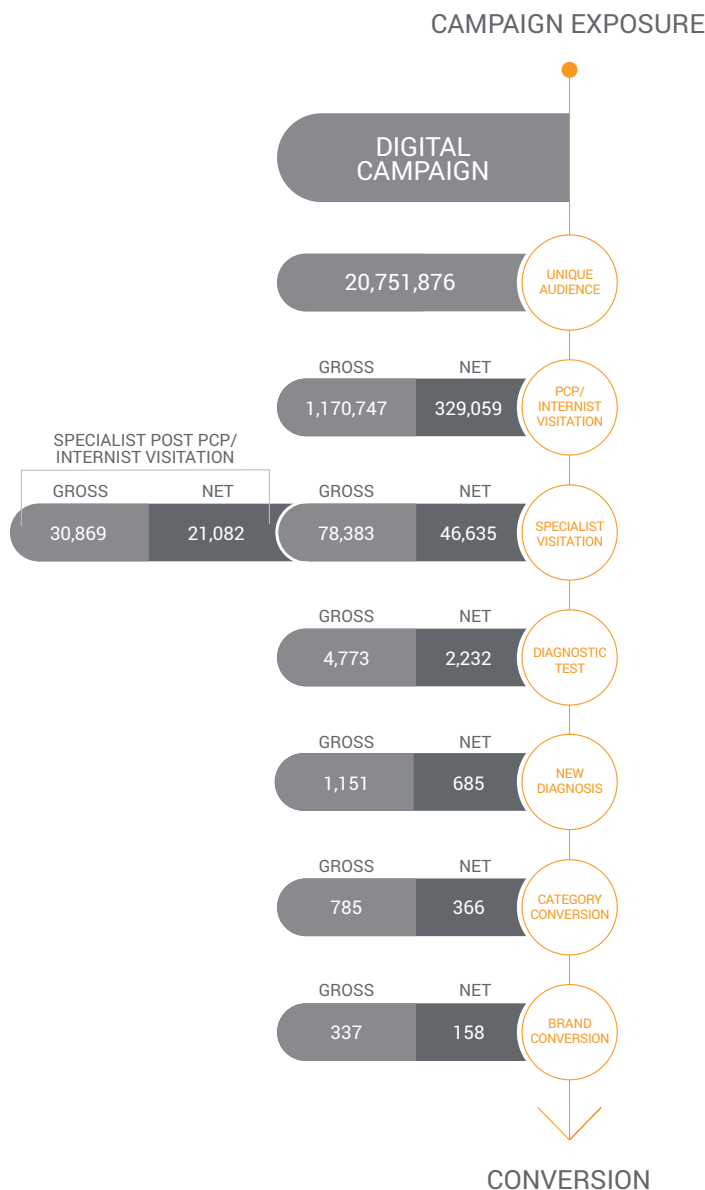 CAMPAIGN EXPOSURE
DIGITAL
CAMPAIGN
20,751,876
UNIQUE
AUDIENCE
GROSS NET
1,170,747 329,059
PCP/
INTERNIST
VISITATION
SPECIALIST POST PCP/
INTERNIST VISITATION
GROSS NET GROSS NET
30,869 21,082 78,383 46,635
SPECIALIST
VISITATION
GROSS NET
4,773 2,232
DIAGNOSTIC
TEST
GROSS NET
1,151 685
NEW
DIAGNOSIS
GROSS NET
785 366
CATEGORY
CONVERSION
GROSS NET
337 158
BRAND
CONVERSION
CONVERSION